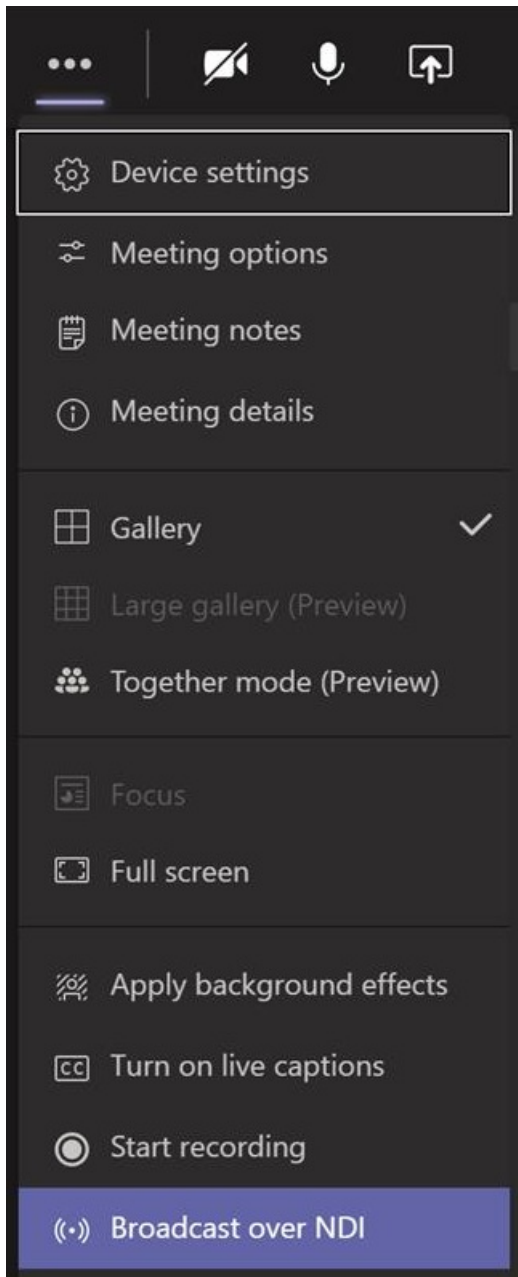 Device settings
Meeting options
Meeting notes
Meeting details
Gallery
Large gallery (Preview)
Together mode (Preview)
Focus
Full screen
Apply background effects
CC Turn on live captions
Start recording
Broadcast over NDI